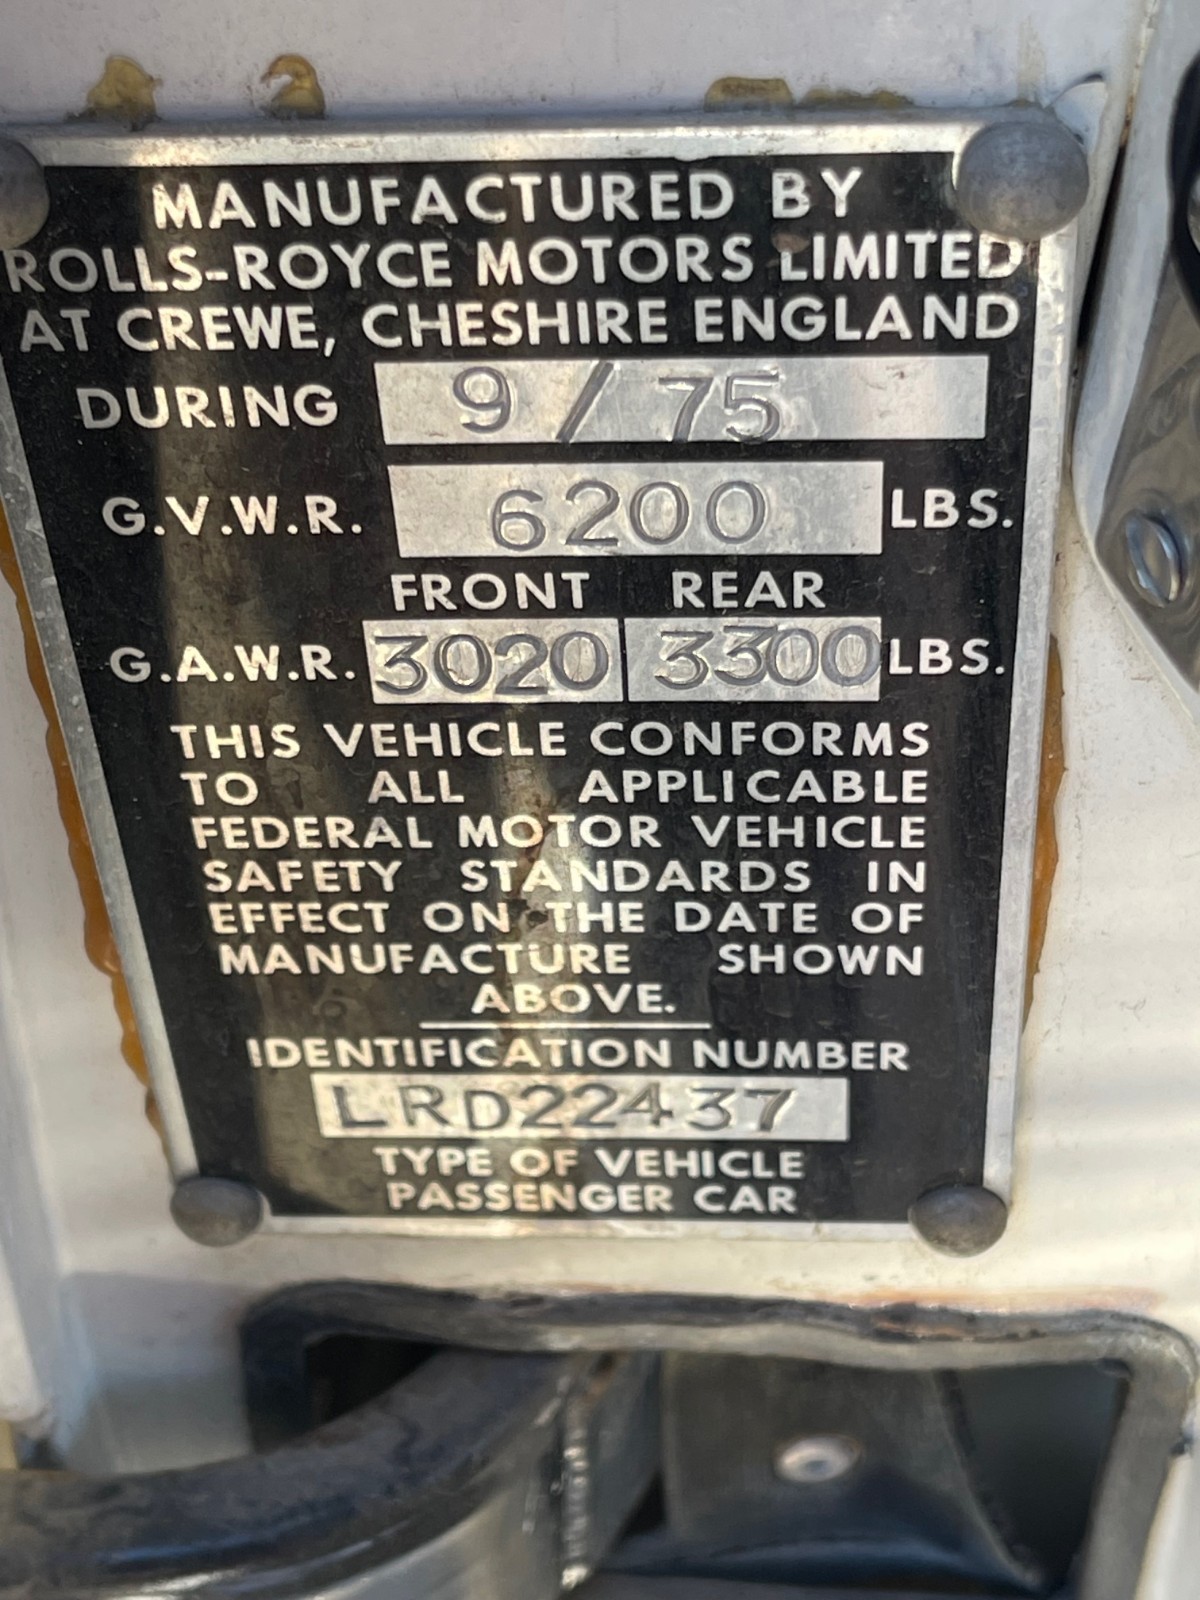 MANUFACTURED BY
ROLLS-ROYCE MOTORS LIMITED
AT CREWE, CHESHIRE ENGLAND
DURING 9 / 75
G.V.W.R. 6200 LBS.
FRONT REAR
G.A.W.R. 3020 3300 LBS.
THIS VEHICLE CONFORMS
TO ALL APPLICABLE
FEDERAL MOTOR VEHICLE
SAFETY STANDARDS IN
EFFECT ON THE DATE OF
MANUFACTURE SHOWN
ABOVE.
IDENTIFICATION NUMBER
LRD22437
TYPE OF VEHICLE
PASSENGER CAR